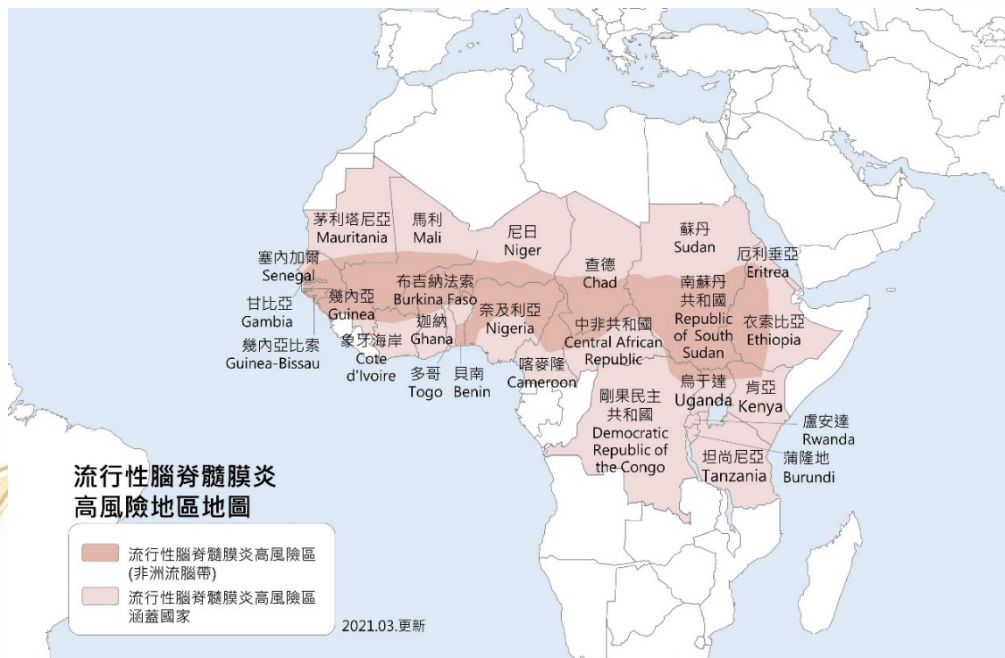 茅利塔尼亞
Mauritania
馬利
Mali
尼日
Niger
查德
Chad
蘇丹
Sudan
厄利垂亞
Eritrea
塞內加爾
Senegal
甘比亞
Gambia
幾內亞比索
Guinea-Bissau
幾內亞
Guinea
布吉納法索
Burkina Faso
象牙海岸
Cote
d'Ivoire
迦納
Ghana
多哥
Togo
貝南
Benin
奈及利亞
Nigeria
喀麥隆
Cameroon
中非共和國
Central African
Republic
南蘇丹
共和國
Republic
of South
Sudan
衣索比亞
Ethiopia
烏于達
Uganda
肯亞
Kenya
剛果民主
共和國
Democratic
Republic of
the Congo
盧安達
Rwanda
蒲隆地
Burundi
坦尚尼亞
Tanzania
流行性腦脊髓膜炎
高風險地區地圖
流行性腦脊髓膜炎高風險區
(非洲流腦帶)
流行性腦脊髓膜炎高風險區
涵蓋國家
2021.03.更新